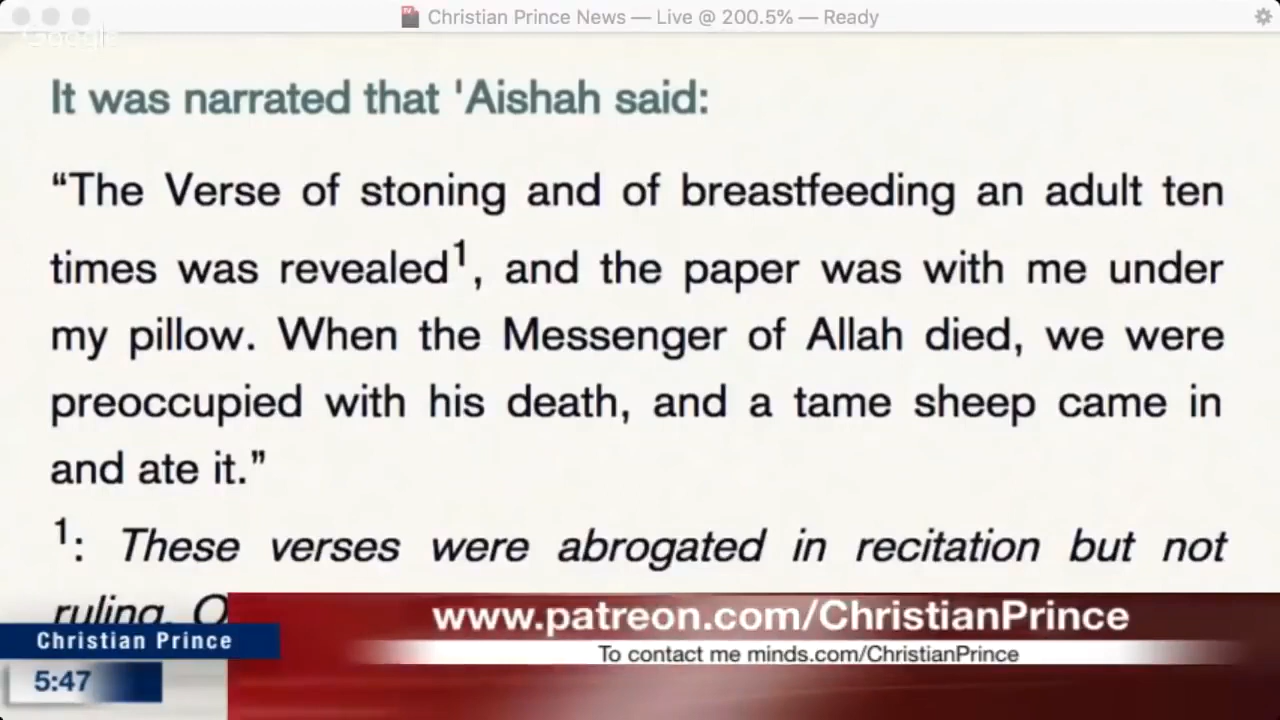 Christian Prince News — Live @ 200.5% — Ready
Google
It was narrated that 'Aishah said:
“The Verse of stoning and of breastfeeding an adult ten
times was revealed¹, and the paper was with me under
my pillow. When the Messenger of Allah died, we were
preoccupied with his death, and a tame sheep came in
and ate it.”
¹: These verses were abrogated in recitation but not
ruling. O
www.patreon.com/ChristianPrince
Christian Prince
To contact me minds.com/ChristianPrince
5:47